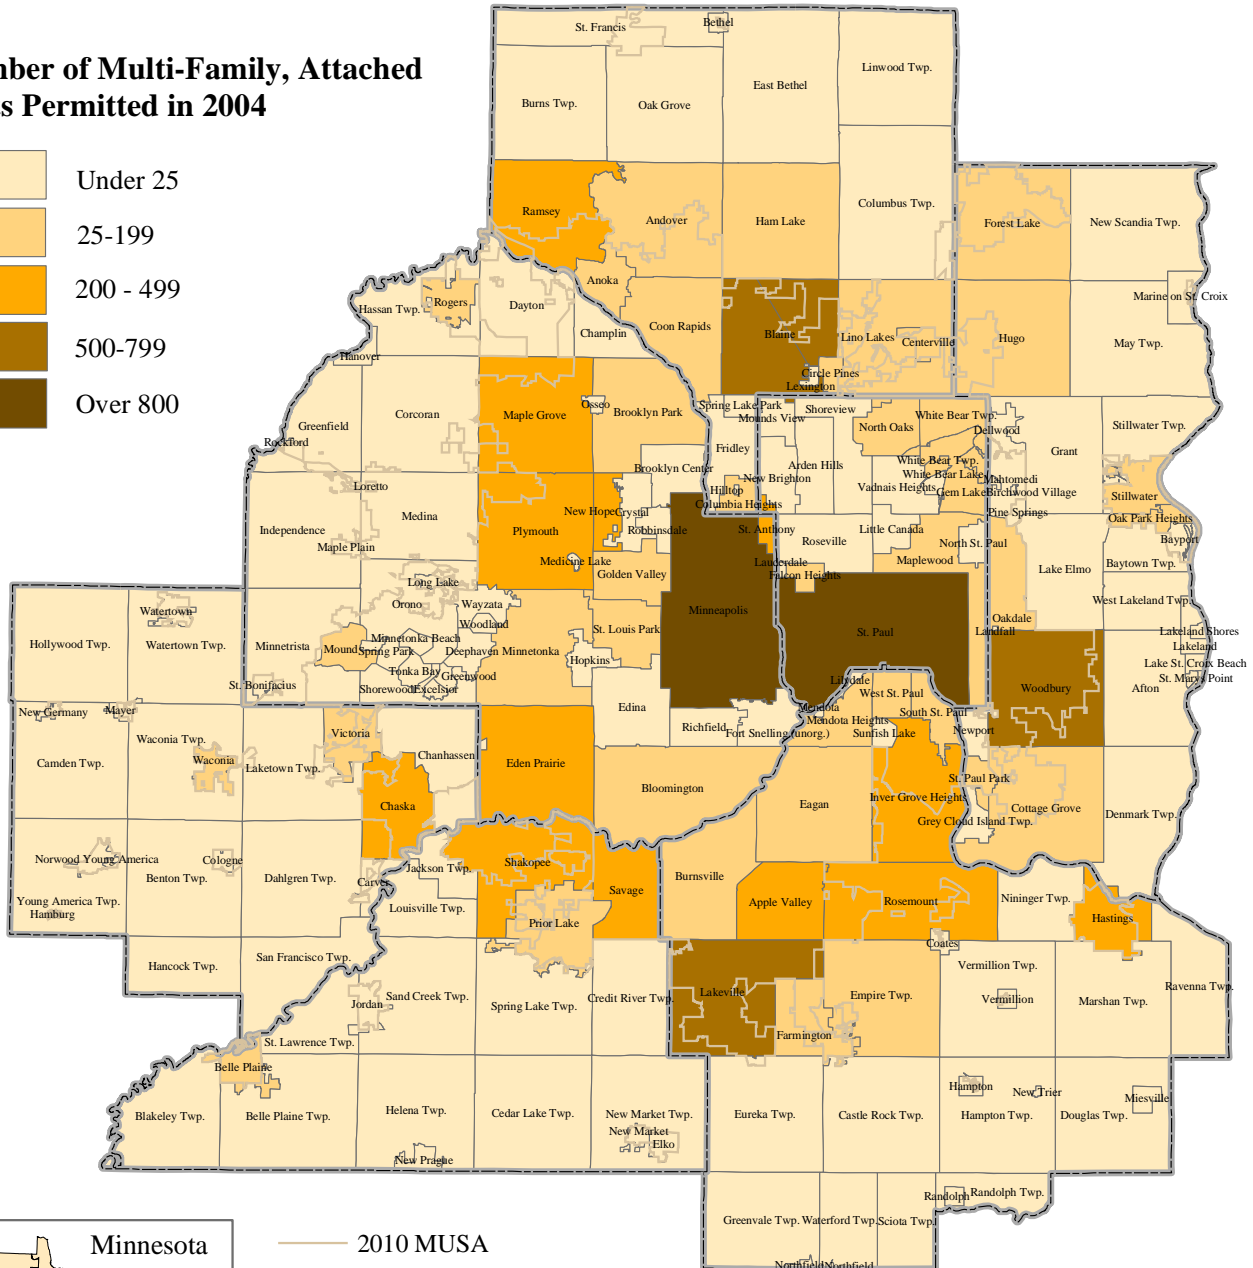 mber of Multi-Family, Attached
s Permitted in 2004
Under 25
25-199
200 - 499
500-799
Over 800
St. Francis
Bethel
Linwood Twp.
East Bethel
Burns Twp.
Oak Grove
Ramsey
Andover
Ham Lake
Columbus Twp.
Forest Lake
New Scandia Twp.
Anoka
Marine on St. Croix
Rogers
Hassan Twp.
Dayton
Champlin
Coon Rapids
Blaine
Lino Lakes
Centerville
Hugo
May Twp.
Hanover
Circle Pines
Lexington
Corcoran
Maple Grove
Osseo
Brooklyn Park
Spring Lake Park
Mounds View
Shoreview
North Oaks
White Bear Twp.
Dellwood
Stillwater Twp.
Greenfield
Rockford
Fridley
Grant
Brooklyn Center
Arden Hills
White Bear Twp.
White Bear Lake
Mahtomedi
New Brighton
Vadnais Heights
Gem Lake
Birchwood Village
Loretto
Hilltop
Columbia Heights
Stillwater
Medina
New Hope
Crystal
Pine Springs
Oak Park Heights
Independence
Plymouth
Robbinsdale
St. Anthony
Roseville
Little Canada
North St. Paul
Bayport
Maple Plain
Medicine Lake
Golden Valley
Lauderdale
Falcon Heights
Maplewood
Lake Elmo
Baytown Twp.
Long Lake
Orono
Wayzata
Woodland
Minneapolis
West Lakeland Twp.
Watertown
Hollywood Twp.
Watertown Twp.
Minnetrista
Mound
Spring Park
Minnetonka Beach
Deephaven
Minnetonka
St. Louis Park
St. Paul
Oakdale
Landfall
Lakeland Shores
Lakeland
Hopkins
Tonka Bay
Greenwood
Lake St. Croix Beach
St. Marys Point
St. Bonifacius
Shorewood
Excelsior
Lilydale
West St. Paul
Woodbury
Afton
New Germany
Mayer
Edina
Mendota
Mendota Heights
South St. Paul
Richfield
Fort Snelling (unorg.)
Sunfish Lake
Newport
Waconia Twp.
Victoria
Camden Twp.
Waconia
Laketown Twp.
Chanhassen
Eden Prairie
Bloomington
Eagan
Inver Grove Heights
St. Paul Park
Cottage Grove
Chaska
Grey Cloud Island Twp.
Denmark Twp.
Norwood Young America
Cologne
Benton Twp.
Dahlgren Twp.
Carver
Jackson Twp.
Shakopee
Savage
Burnsville
Young America Twp.
Hamburg
Louisville Twp.
Prior Lake
Apple Valley
Rosemount
Nininger Twp.
Hastings
Coates
San Francisco Twp.
Hancock Twp.
Vermillion Twp.
Ravenna Twp.
Jordan
Sand Creek Twp.
Spring Lake Twp.
Credit River Twp.
Lakeville
Empire Twp.
Vermillion
Marshan Twp.
Farmington
St. Lawrence Twp.
Belle Plaine
Blakeley Twp.
Belle Plaine Twp.
Helena Twp.
Cedar Lake Twp.
New Market Twp.
New Market
Elko
Eureka Twp.
Castle Rock Twp.
Hampton
Hampton Twp.
New Trier
Douglas Twp.
Miesville
New Prague
Randolph
Randolph Twp.
Greenvale Twp.
Waterford Twp.
Sciota Twp.
Northfield
Northfield
Minnesota
2010 MUSA